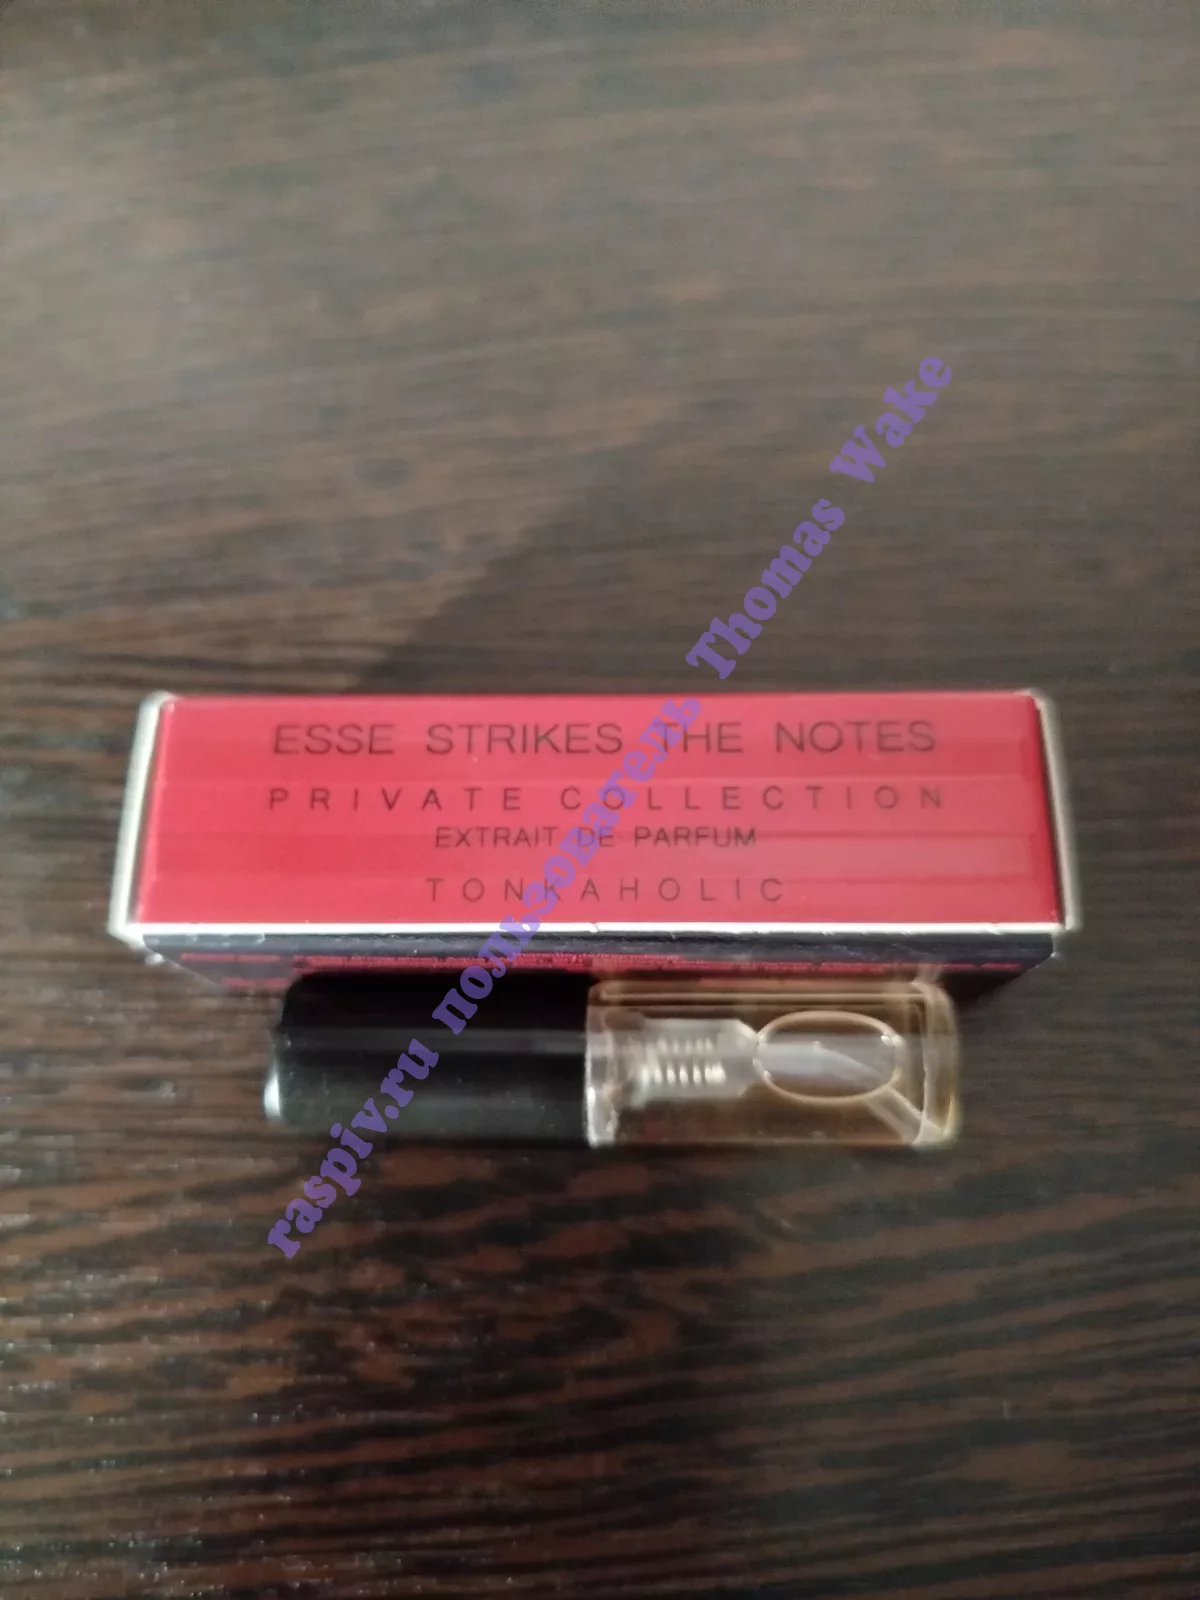 ESSE STRIKES THE NOTES
PRIVATE COLLECTION
EXTRAIT DE PARFUM
TONKAHOLIC
raspiv.ru пользователь Thomas Wake